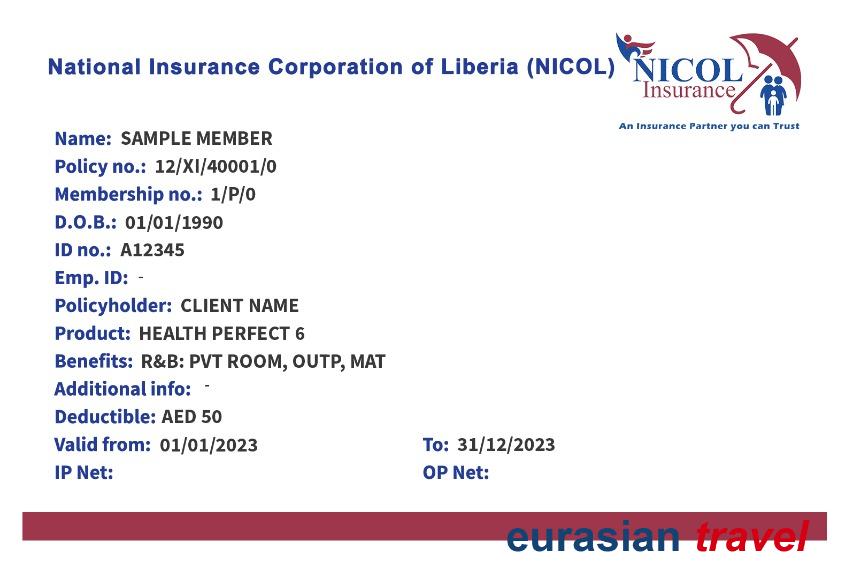 National Insurance Corporation of Liberia (NICOL)
NICOL
Insurance
An Insurance Partner you can Trust
Name: SAMPLE MEMBER
Policy no.: 12/XI/40001/0
Membership no.: 1/P/0
D.O.B.: 01/01/1990
ID no.: A12345
Emp. ID: -
Policyholder: CLIENT NAME
Product: HEALTH PERFECT 6
Benefits: R&B: PVT ROOM, OUTP, MAT
Additional info: -
Deductible: AED 50
Valid from: 01/01/2023 To: 31/12/2023
IP Net: OP Net:
eurasian travel